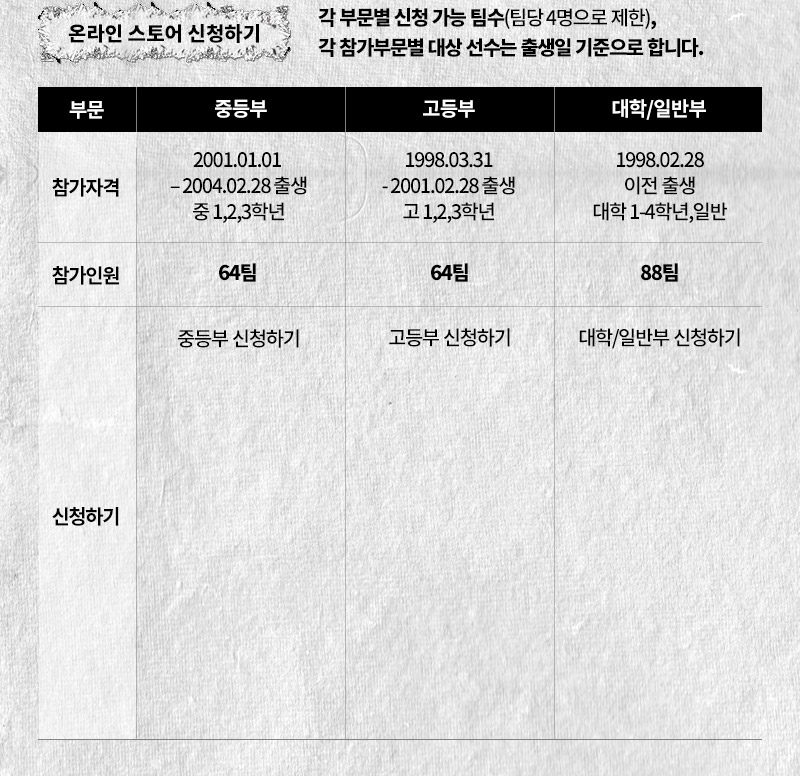 온라인 스토어 신청하기
각 부문별 신청 가능 팀수(팀당 4명으로 제한),
각 참가부문별 대상 선수는 출생일 기준으로 합니다.
부문 중등부 고등부 대학/일반부
참가자격
2001.01.01
– 2004.02.28 출생
중 1,2,3학년
1998.03.31
- 2001.02.28 출생
고 1,2,3학년
1998.02.28
이전 출생
대학 1-4학년,일반
참가인원 64팀 64팀 88팀
신청하기
중등부 신청하기 고등부 신청하기 대학/일반부 신청하기